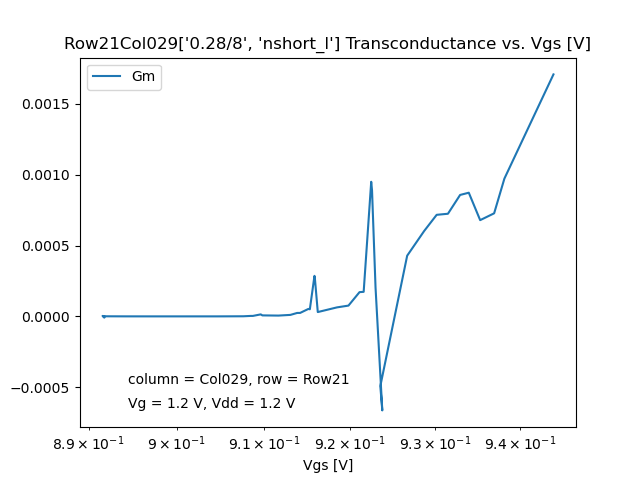 Row21Col029['0.28/8', 'nshort_l'] Transconductance vs. Vgs [V]
Gm
0.0015
0.0010
0.0005
0.0000
−0.0005
column = Col029, row = Row21
Vg = 1.2 V, Vdd = 1.2 V
8.9 × 10⁻¹ 9 × 10⁻¹ 9.1 × 10⁻¹ 9.2 × 10⁻¹ 9.3 × 10⁻¹ 9.4 × 10⁻¹
Vgs [V]